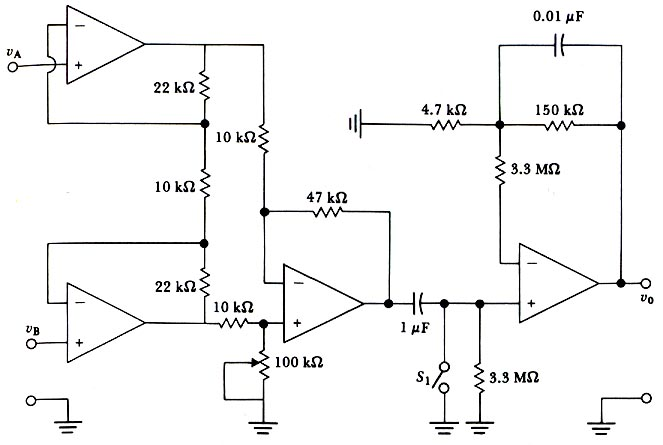 0.01 μF
v_A
−
+
22 kΩ
4.7 kΩ
150 kΩ
10 kΩ
3.3 MΩ
10 kΩ
47 kΩ
22 kΩ
10 kΩ
−
+
−
+
v_B
−
+
1 μF
v_0
100 kΩ
S_1
3.3 MΩ